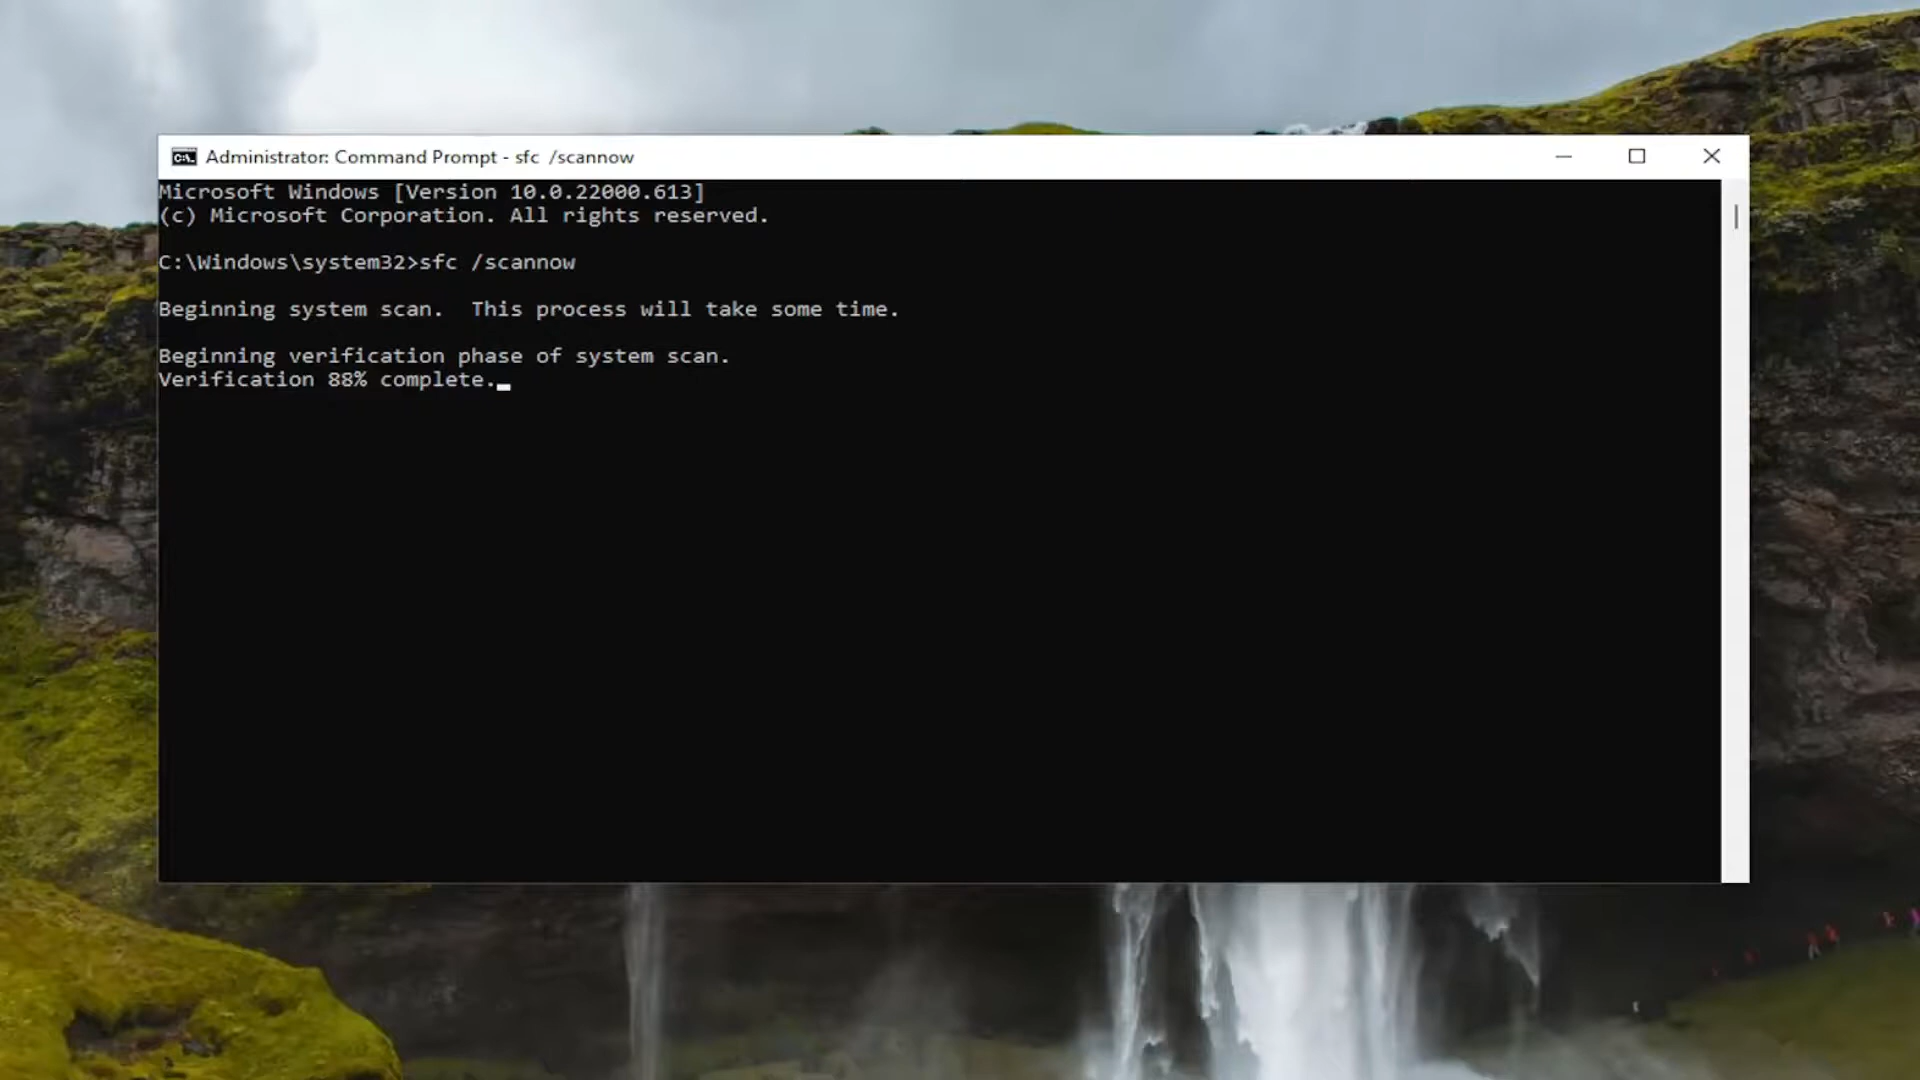 Administrator: Command Prompt - sfc  /scannow
Microsoft Windows [Version 10.0.22000.613]
(c) Microsoft Corporation. All rights reserved.
C:\Windows\system32>sfc /scannow
Beginning system scan.  This process will take some time.
Beginning verification phase of system scan.
Verification 88% complete.